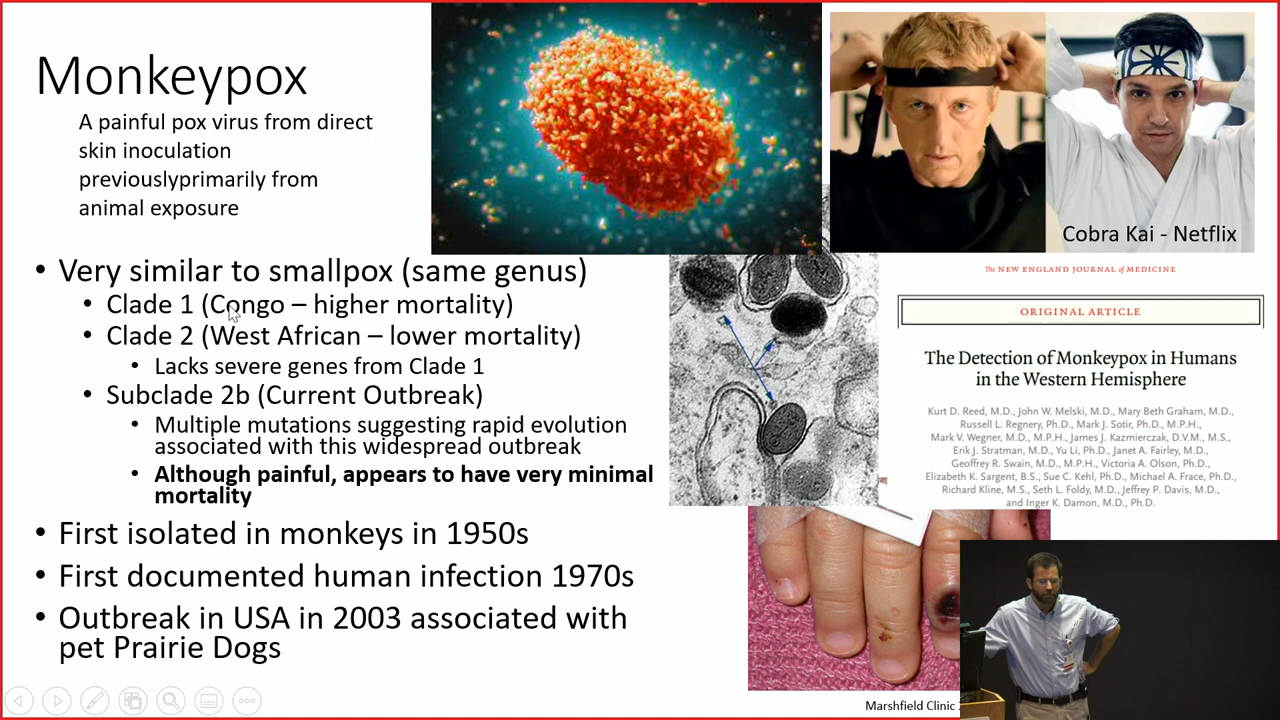 Monkeypox
A painful pox virus from direct
skin inoculation
previouslyprimarily from
animal exposure
• Very similar to smallpox (same genus)
• Clade 1 (Congo – higher mortality)
• Clade 2 (West African – lower mortality)
• Lacks severe genes from Clade 1
• Subclade 2b (Current Outbreak)
• Multiple mutations suggesting rapid evolution
associated with this widespread outbreak
• Although painful, appears to have very minimal
mortality
• First isolated in monkeys in 1950s
• First documented human infection 1970s
• Outbreak in USA in 2003 associated with
pet Prairie Dogs
Cobra Kai - Netflix
The NEW ENGLAND JOURNAL of MEDICINE
ORIGINAL ARTICLE
The Detection of Monkeypox in Humans
in the Western Hemisphere
Kurt D. Reed, M.D., John W. Melski, M.D., Mary Beth Graham, M.D.,
Russell L. Regnery, Ph.D., Mark J. Sotir, Ph.D., M.P.H.,
Mark V. Wegner, M.D., M.P.H., James J. Kazmierczak, D.V.M., M.S.,
Erik J. Stratman, M.D., Yu Li, Ph.D., Janet A. Fairley, M.D.,
Geoffrey R. Swain, M.D., M.P.H., Victoria A. Olson, Ph.D.,
Elizabeth K. Sargent, B.S., Sue C. Kehl, Ph.D., Michael A. Frace, Ph.D.,
Richard Kline, M.S., Seth L. Foldy, M.D., Jeffrey P. Davis, M.D.,
and Inger K. Damon, M.D., Ph.D.
Marshfield Clinic